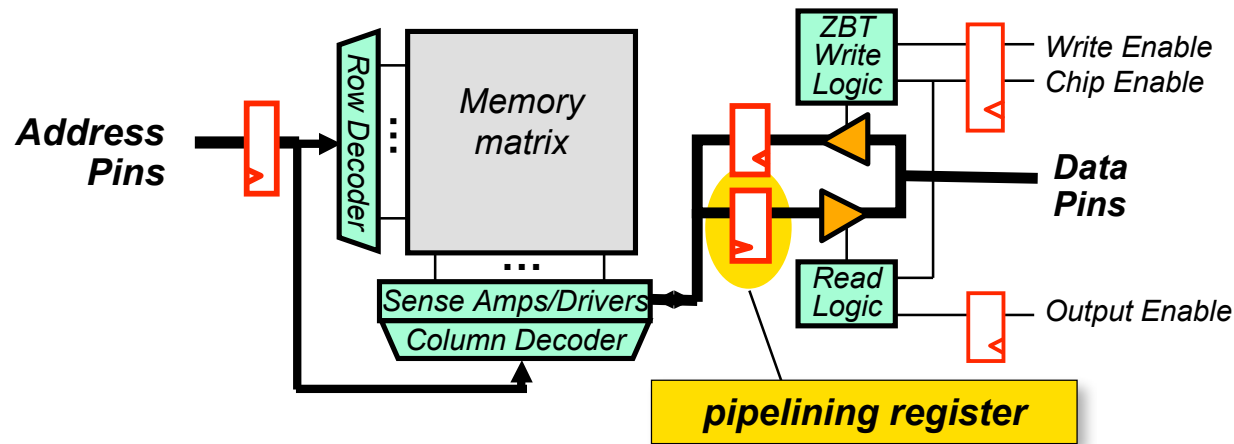 Address
Pins
Row Decoder
Memory
matrix
Sense Amps/Drivers
Column Decoder
ZBT
Write
Logic
Write Enable
Chip Enable
Data
Pins
Read
Logic
Output Enable
pipelining register